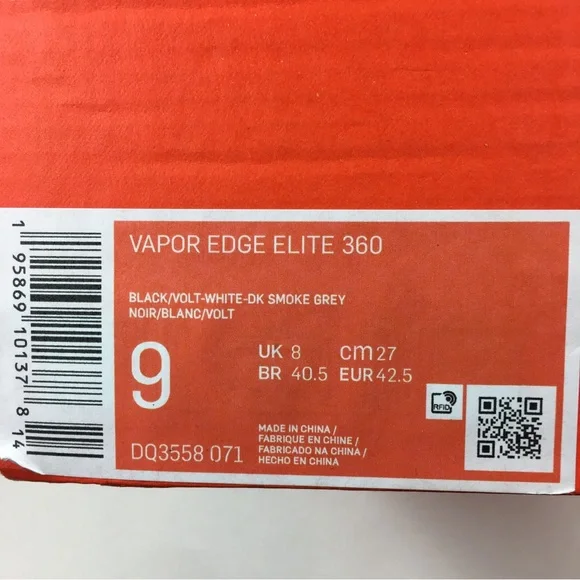 VAPOR EDGE ELITE 360
BLACK/VOLT-WHITE-DK SMOKE GREY
NOIR/BLANC/VOLT
9
UK 8 cm 27
BR 40.5 EUR 42.5
RFID
DQ3558 071
MADE IN CHINA /
FABRIQUE EN CHINE /
FABRICADO NA CHINA /
HECHO EN CHINA
1 95869 10137 8 14